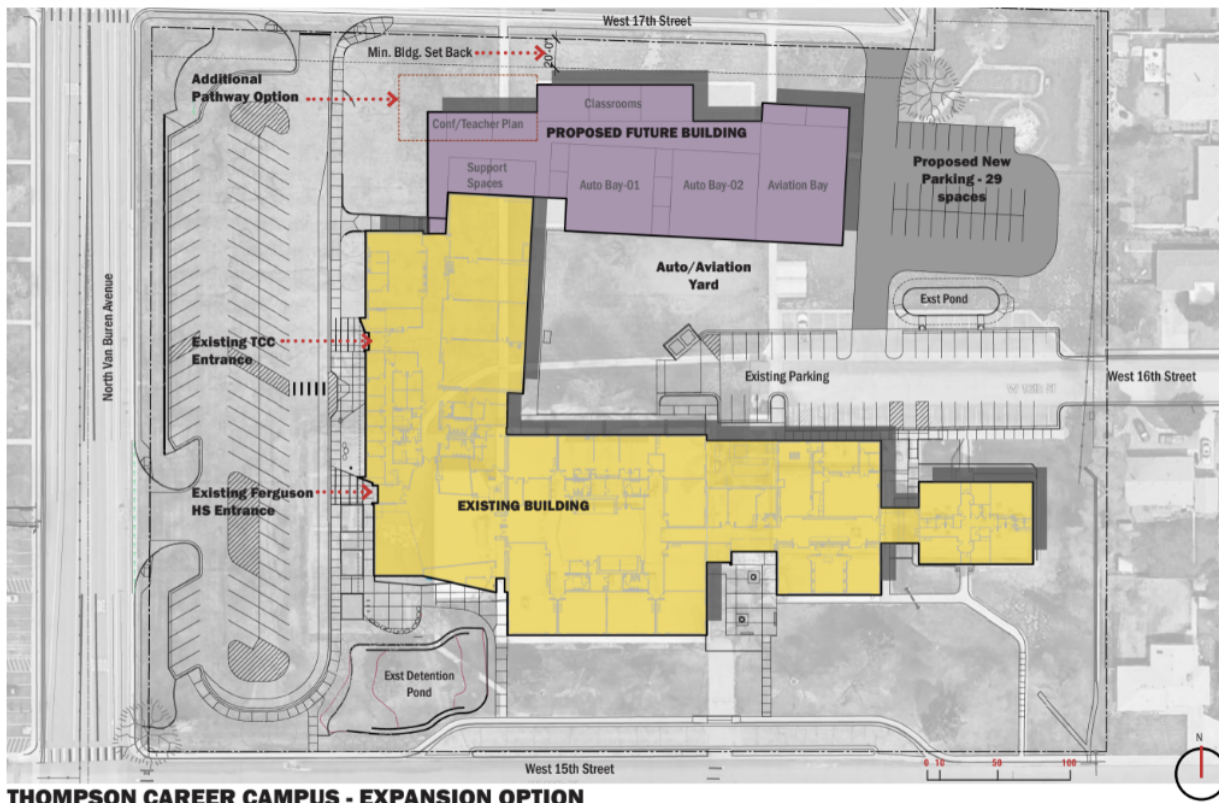 West 17th Street
Min. Bldg. Set Back
20'-0"
Additional
Pathway Option
Classrooms
Conf/Teacher Plan
PROPOSED FUTURE BUILDING
Support
Spaces
Auto Bay-01
Auto Bay-02
Aviation Bay
Proposed New
Parking - 29
spaces
Auto/Aviation
Yard
Exst Pond
North Van Buren Avenue
Existing TCC
Entrance
Existing Parking
W 16th St
West 16th Street
Existing Ferguson
HS Entrance
EXISTING BUILDING
Exst Detention
Pond
West 15th Street
0 10 50 100
N
THOMPSON CAREER CAMPUS - EXPANSION OPTION